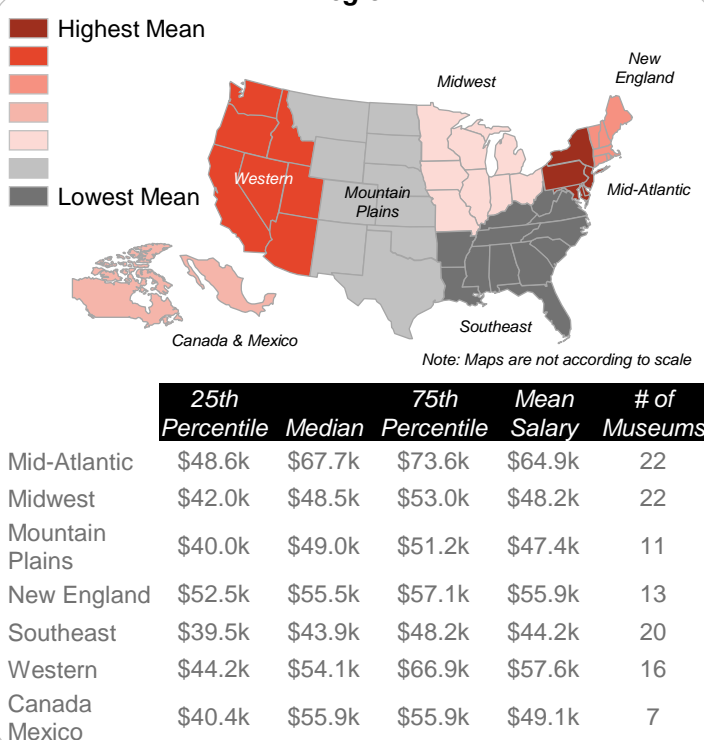 Highest Mean
Lowest Mean
New
England
Midwest
Western
Mountain
Plains
Mid-Atlantic
Southeast
Canada & Mexico
Note: Maps are not according to scale
25th Percentile Median 75th Percentile Mean Salary # of Museums
Mid-Atlantic $48.6k $67.7k $73.6k $64.9k 22
Midwest $42.0k $48.5k $53.0k $48.2k 22
Mountain Plains $40.0k $49.0k $51.2k $47.4k 11
New England $52.5k $55.5k $57.1k $55.9k 13
Southeast $39.5k $43.9k $48.2k $44.2k 20
Western $44.2k $54.1k $66.9k $57.6k 16
Canada Mexico $40.4k $55.9k $55.9k $49.1k 7